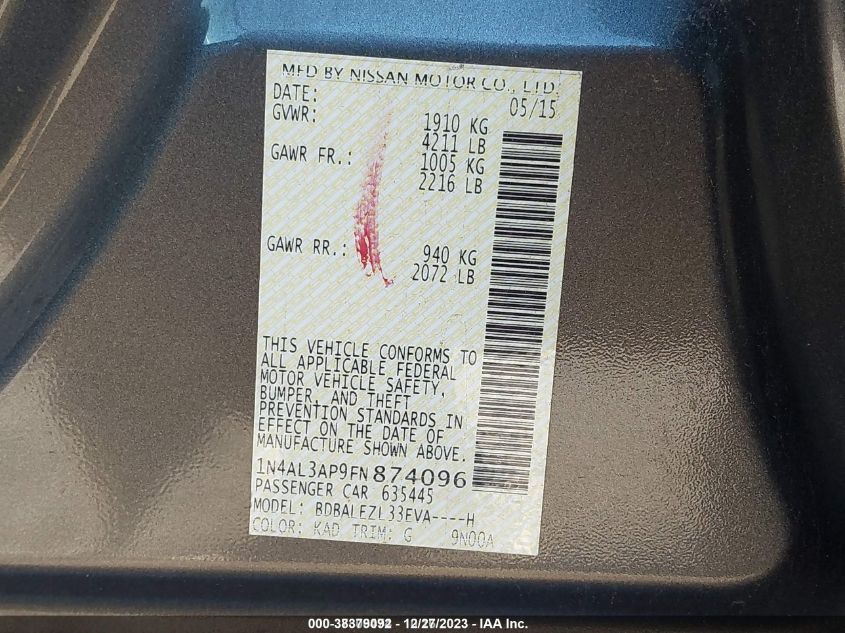 MFD BY NISSAN MOTOR CO., LTD.
DATE: 05/15
GVWR: 1910 KG
4211 LB
GAWR FR.: 1005 KG
2216 LB
GAWR RR.: 940 KG
2072 LB
THIS VEHICLE CONFORMS TO
ALL APPLICABLE FEDERAL
MOTOR VEHICLE SAFETY,
BUMPER, AND THEFT
PREVENTION STANDARDS IN
EFFECT ON THE DATE OF
MANUFACTURE SHOWN ABOVE.
1N4AL3AP9FN874096
PASSENGER CAR 635445
MODEL: BDBALEZL33EVA----H
COLOR: KAD TRIM: G 9N00A
000-38379092 - 12/27/2023 - IAA Inc.